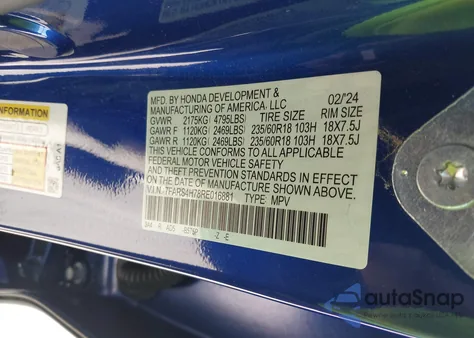 INFORMATION
MFD. BY HONDA DEVELOPMENT &
MANUFACTURING OF AMERICA, LLC 02/24
GVWR 2175KG (4795LBS) TIRE SIZE RIM SIZE
GAWR F 1120KG (2469LBS) 235/60R18 103H 18X7.5J
GAWR R 1120KG (2469LBS) 235/60R18 103H 18X7.5J
THIS VEHICLE CONFORMS TO ALL APPLICABLE
FEDERAL MOTOR VEHICLE SAFETY
AND THEFT PREVENTION STANDARDS IN EFFECT
ON THE DATE OF MANUFACTURE SHOWN ABOVE.
V.I.N.: 7FARS4H78RE016881 TYPE: MPV
autoSnap